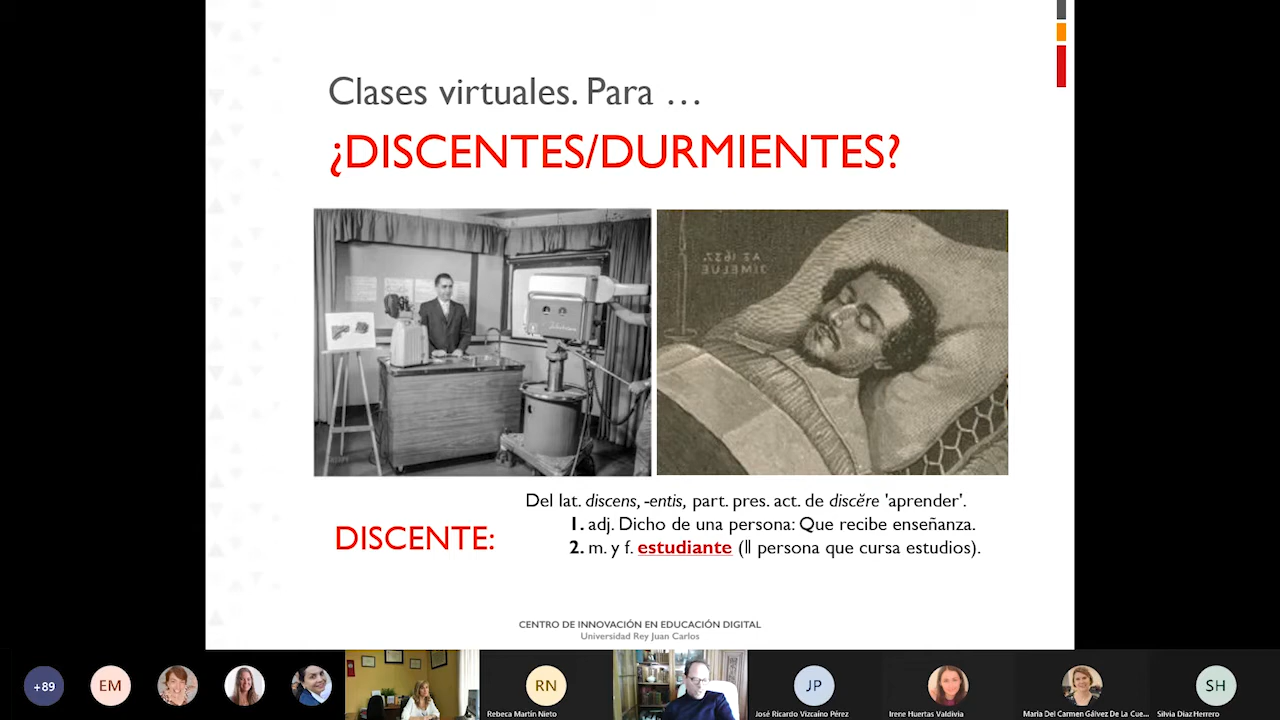 Clases virtuales. Para …
¿DISCENTES/DURMIENTES?
DISCENTE:
Del lat. discens, -entis, part. pres. act. de discĕre 'aprender'.
1. adj. Dicho de una persona: Que recibe enseñanza.
2. m. y f. estudiante (ǁ persona que cursa estudios).
CENTRO DE INNOVACIÓN EN EDUCACIÓN DIGITAL
Universidad Rey Juan Carlos
+89
EM
RN
Rebeca Martín Nieto
JP
José Ricardo Vizcaíno Pérez
Irene Huertas Valdivia
María Del Carmen Gálvez De La Cue...
SH
Silvia Díaz Herrero